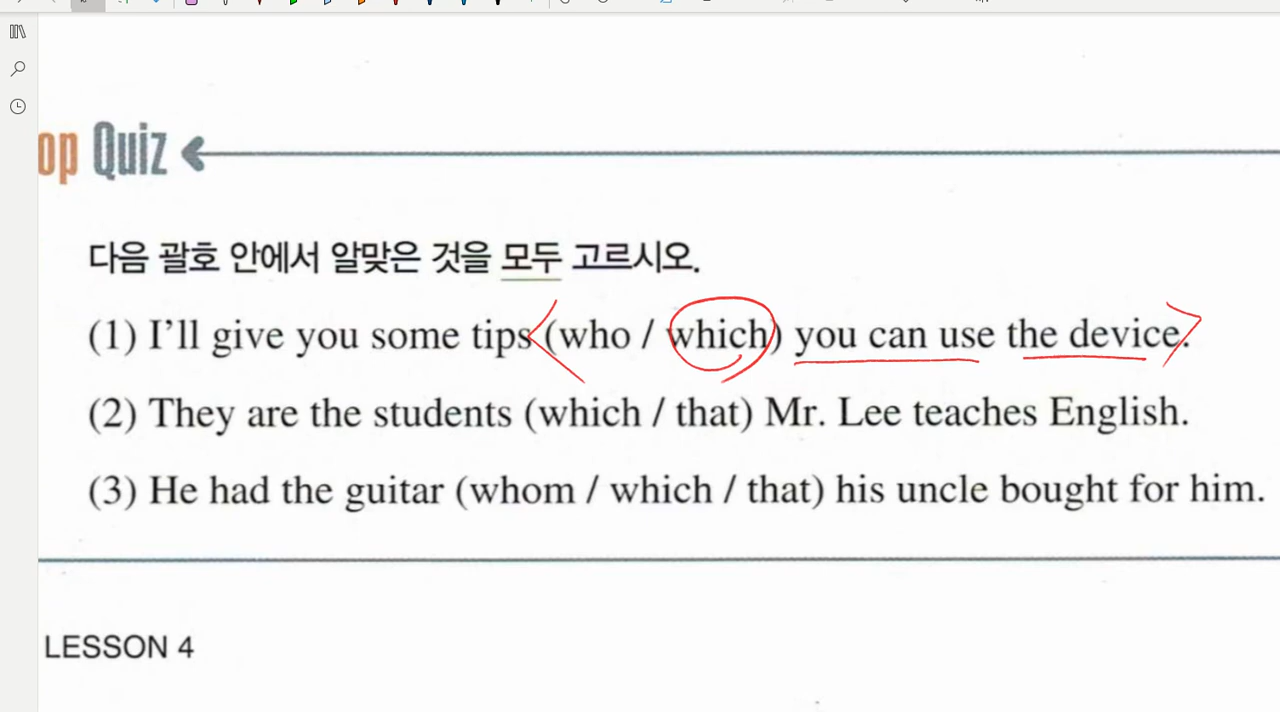 op Quiz
다음 괄호 안에서 알맞은 것을 모두 고르시오.
(1) I'll give you some tips (who / which) you can use the device.
(2) They are the students (which / that) Mr. Lee teaches English.
(3) He had the guitar (whom / which / that) his uncle bought for him.
LESSON 4